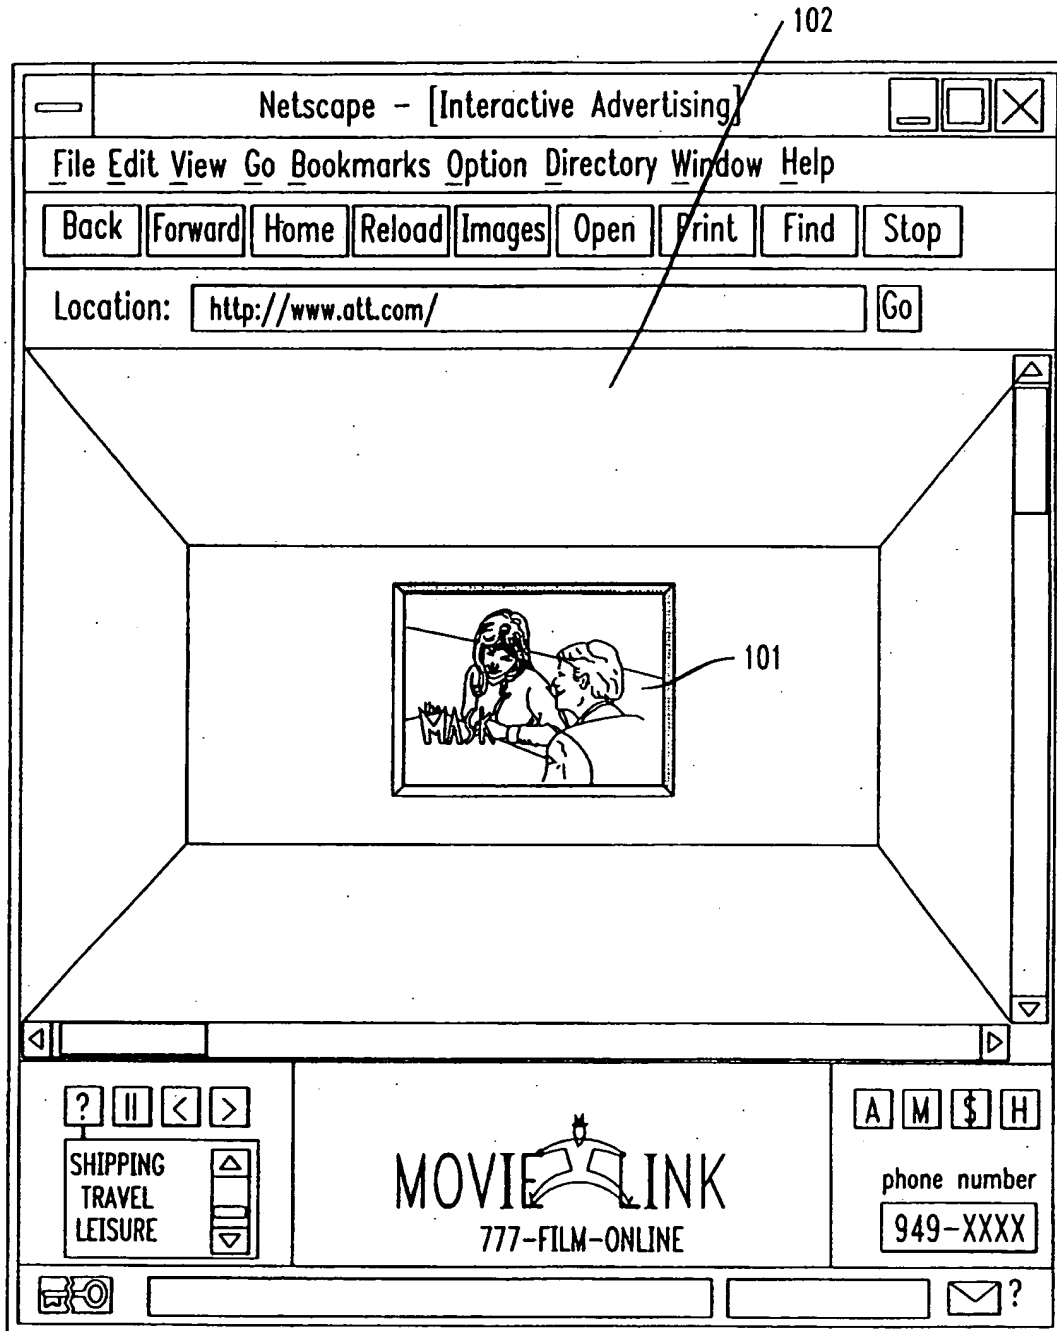 102
Netscape - [Interactive Advertising]
File Edit View Go Bookmarks Option Directory Window Help
Back Forward Home Reload Images Open Print Find Stop
Location: http://www.att.com/ Go
101
MASK
? || < > A M $ H
SHIPPING
TRAVEL
LEISURE
MOVIE LINK
777-FILM-ONLINE
phone number
949-XXXX
?